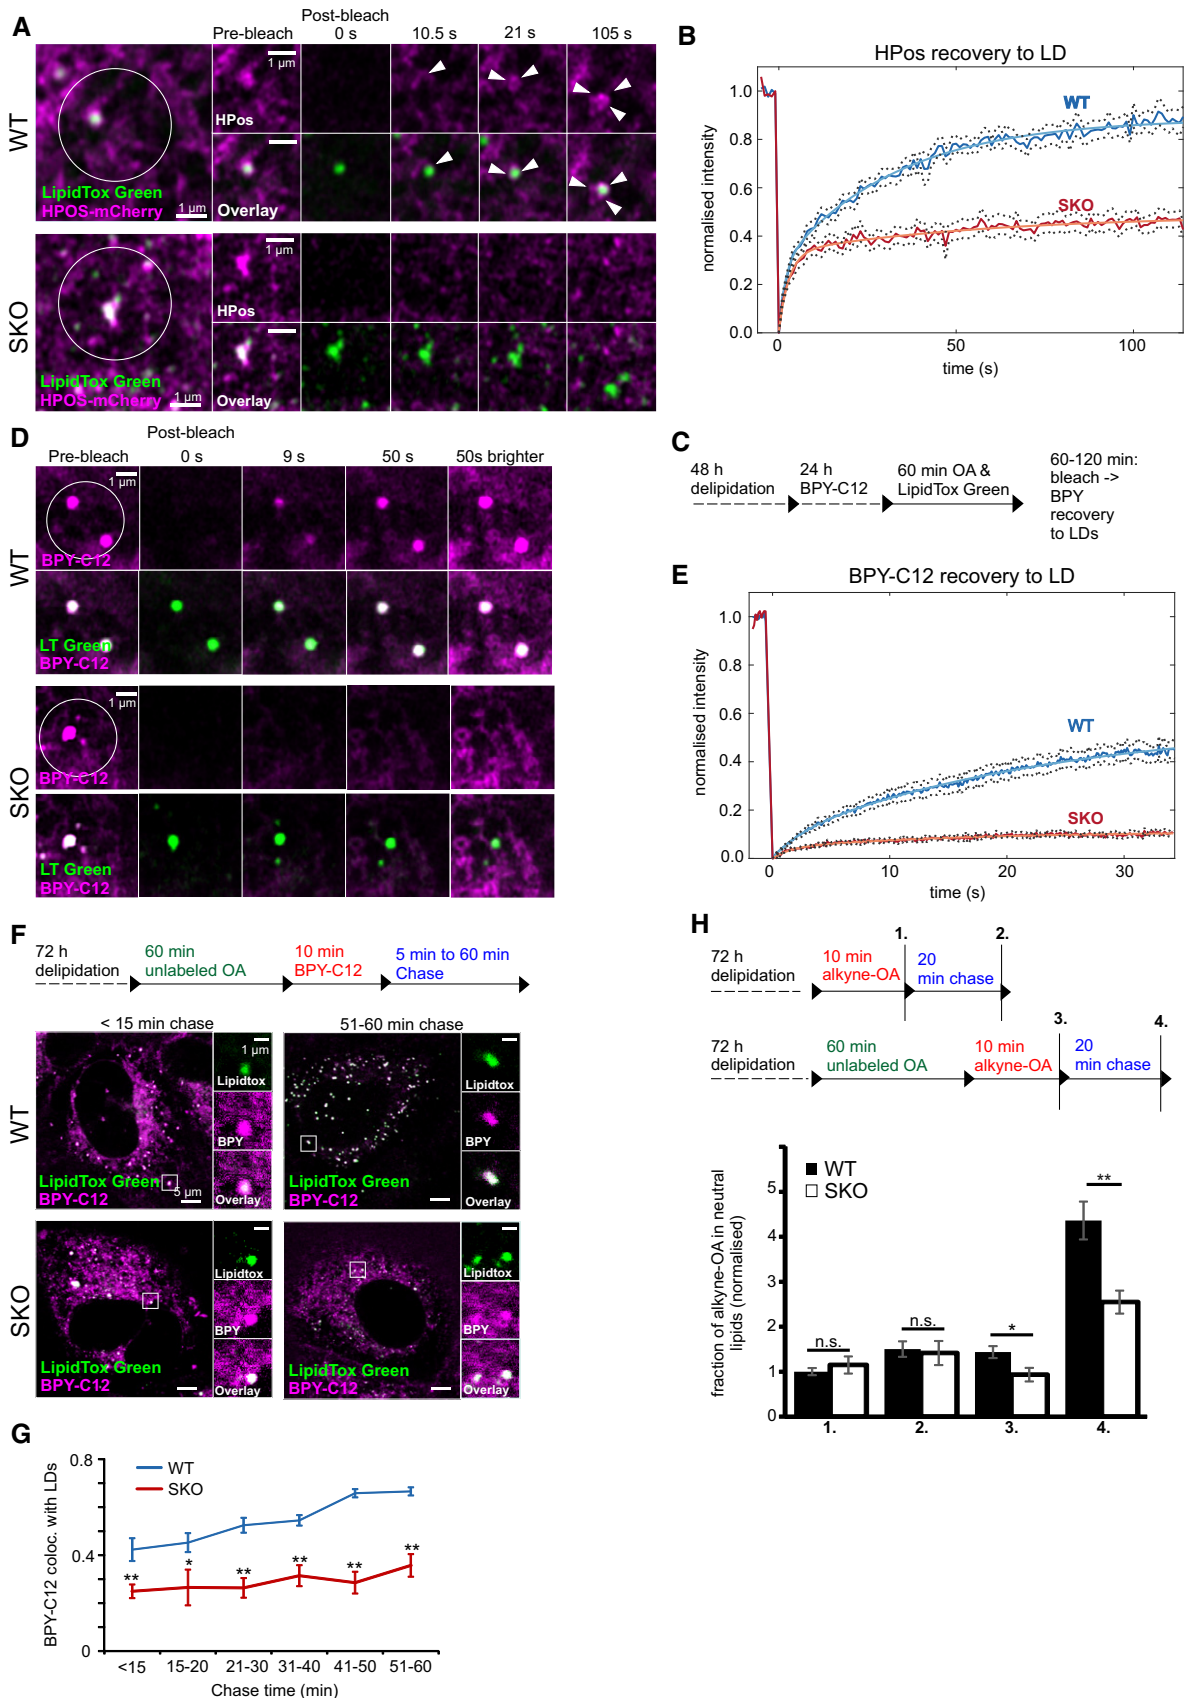 A
Post-bleach
Pre-bleach 0 s 10.5 s 21 s 105 s
WT
1 µm
HPos
LipidTox Green
HPOS-mCherry
1 µm
Overlay
SKO
1 µm
HPos
LipidTox Green
HPOS-mCherry
1 µm
Overlay
B
HPos recovery to LD
normalised intensity
1.0
0.8
0.6
0.4
0.2
0.0
WT
SKO
0 50 100
time (s)
C
48 h
delipidation
24 h
BPY-C12
60 min OA &
LipidTox Green
60-120 min:
bleach ->
BPY
recovery
to LDs
D
Post-bleach
Pre-bleach 0 s 9 s 50 s 50s brighter
WT
1 µm
BPY-C12
LT Green
BPY-C12
SKO
1 µm
BPY-C12
LT Green
BPY-C12
E
BPY-C12 recovery to LD
normalised intensity
1.0
0.8
0.6
0.4
0.2
0.0
WT
SKO
0 10 20 30
time (s)
F
72 h
delipidation
60 min
unlabeled OA
10 min
BPY-C12
5 min to 60 min
Chase
< 15 min chase
51-60 min chase
WT
LipidTox Green
BPY-C12
5 µm
1 µm
Lipidtox
BPY
Overlay
LipidTox Green
BPY-C12
Lipidtox
BPY
Overlay
SKO
LipidTox Green
BPY-C12
Lipidtox
BPY
Overlay
LipidTox Green
BPY-C12
Lipidtox
BPY
Overlay
G
BPY-C12 coloc. with LDs
0.8
0.4
0
WT
SKO
** * ** ** ** **
<15 15-20 21-30 31-40 41-50 51-60
Chase time (min)
H
1. 2.
72 h
delipidation
10 min
alkyne-OA
20
min chase
3. 4.
72 h
delipidation
60 min
unlabeled OA
10 min
alkyne-OA
20
min chase
fraction of alkyne-OA in neutral
lipids (normalised)
5
4
3
2
1
0
WT
SKO
n.s.
n.s.
*
**
1. 2. 3. 4.